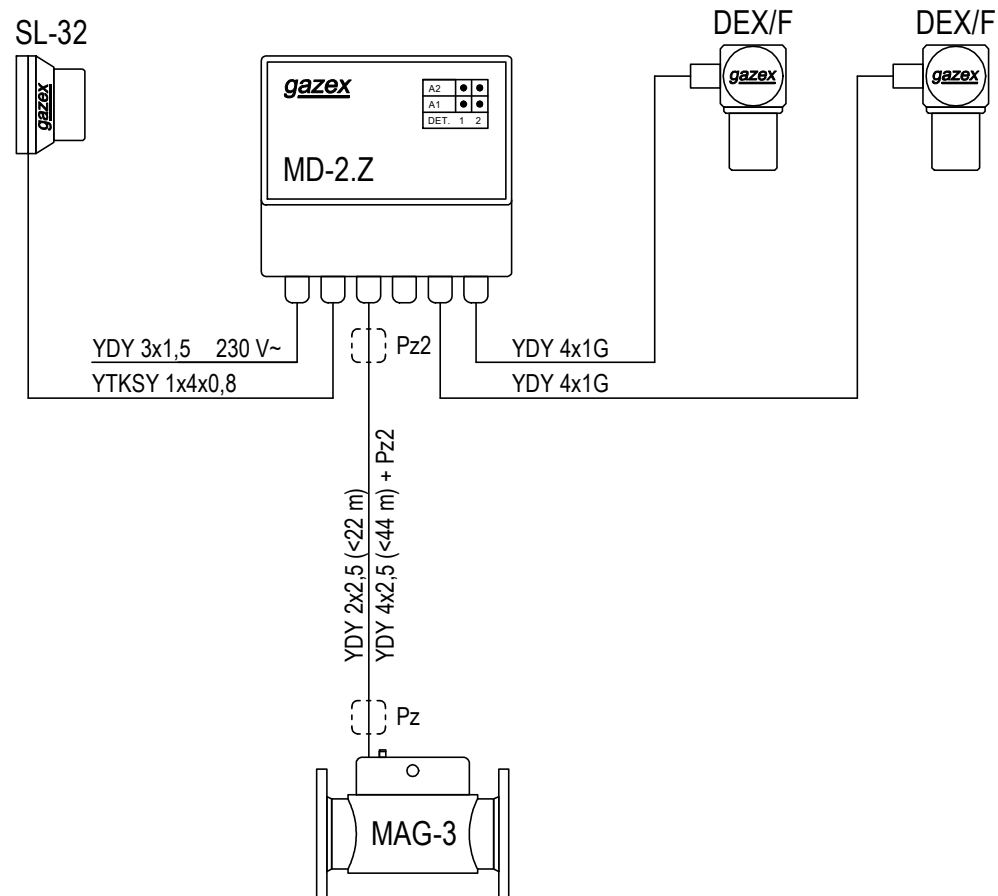 SL-32
gazex
gazex
A2
A1
DET. 1 2
MD-2.Z
DEX/F
gazex
DEX/F
gazex
YDY 3x1,5 230 V~
YTKSY 1x4x0,8
Pz2
YDY 4x1G
YDY 4x1G
YDY 2x2,5 (<22 m)
YDY 4x2,5 (<44 m) + Pz2
Pz
MAG-3